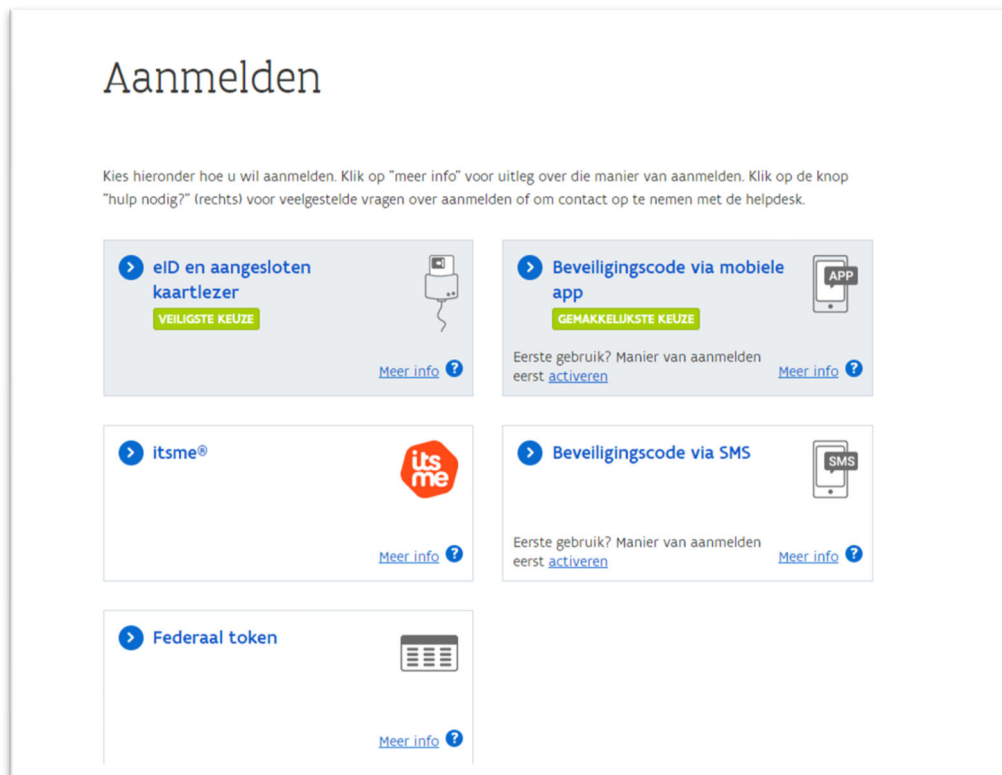 Aanmelden
Kies hieronder hoe u wil aanmelden. Klik op "meer info" voor uitleg over die manier van aanmelden. Klik op de knop
"hulp nodig?" (rechts) voor veelgestelde vragen over aanmelden of om contact op te nemen met de helpdesk.
eID en aangesloten
kaartlezer
VEILIGSTE KEUZE
Meer info ?
Beveiligingscode via mobiele
app
GEMAKKELIJKSTE KEUZE
APP
Eerste gebruik? Manier van aanmelden
eerst activeren
Meer info ?
itsme®
its
me
Meer info ?
Beveiligingscode via SMS
SMS
Eerste gebruik? Manier van aanmelden
eerst activeren
Meer info ?
Federaal token
Meer info ?